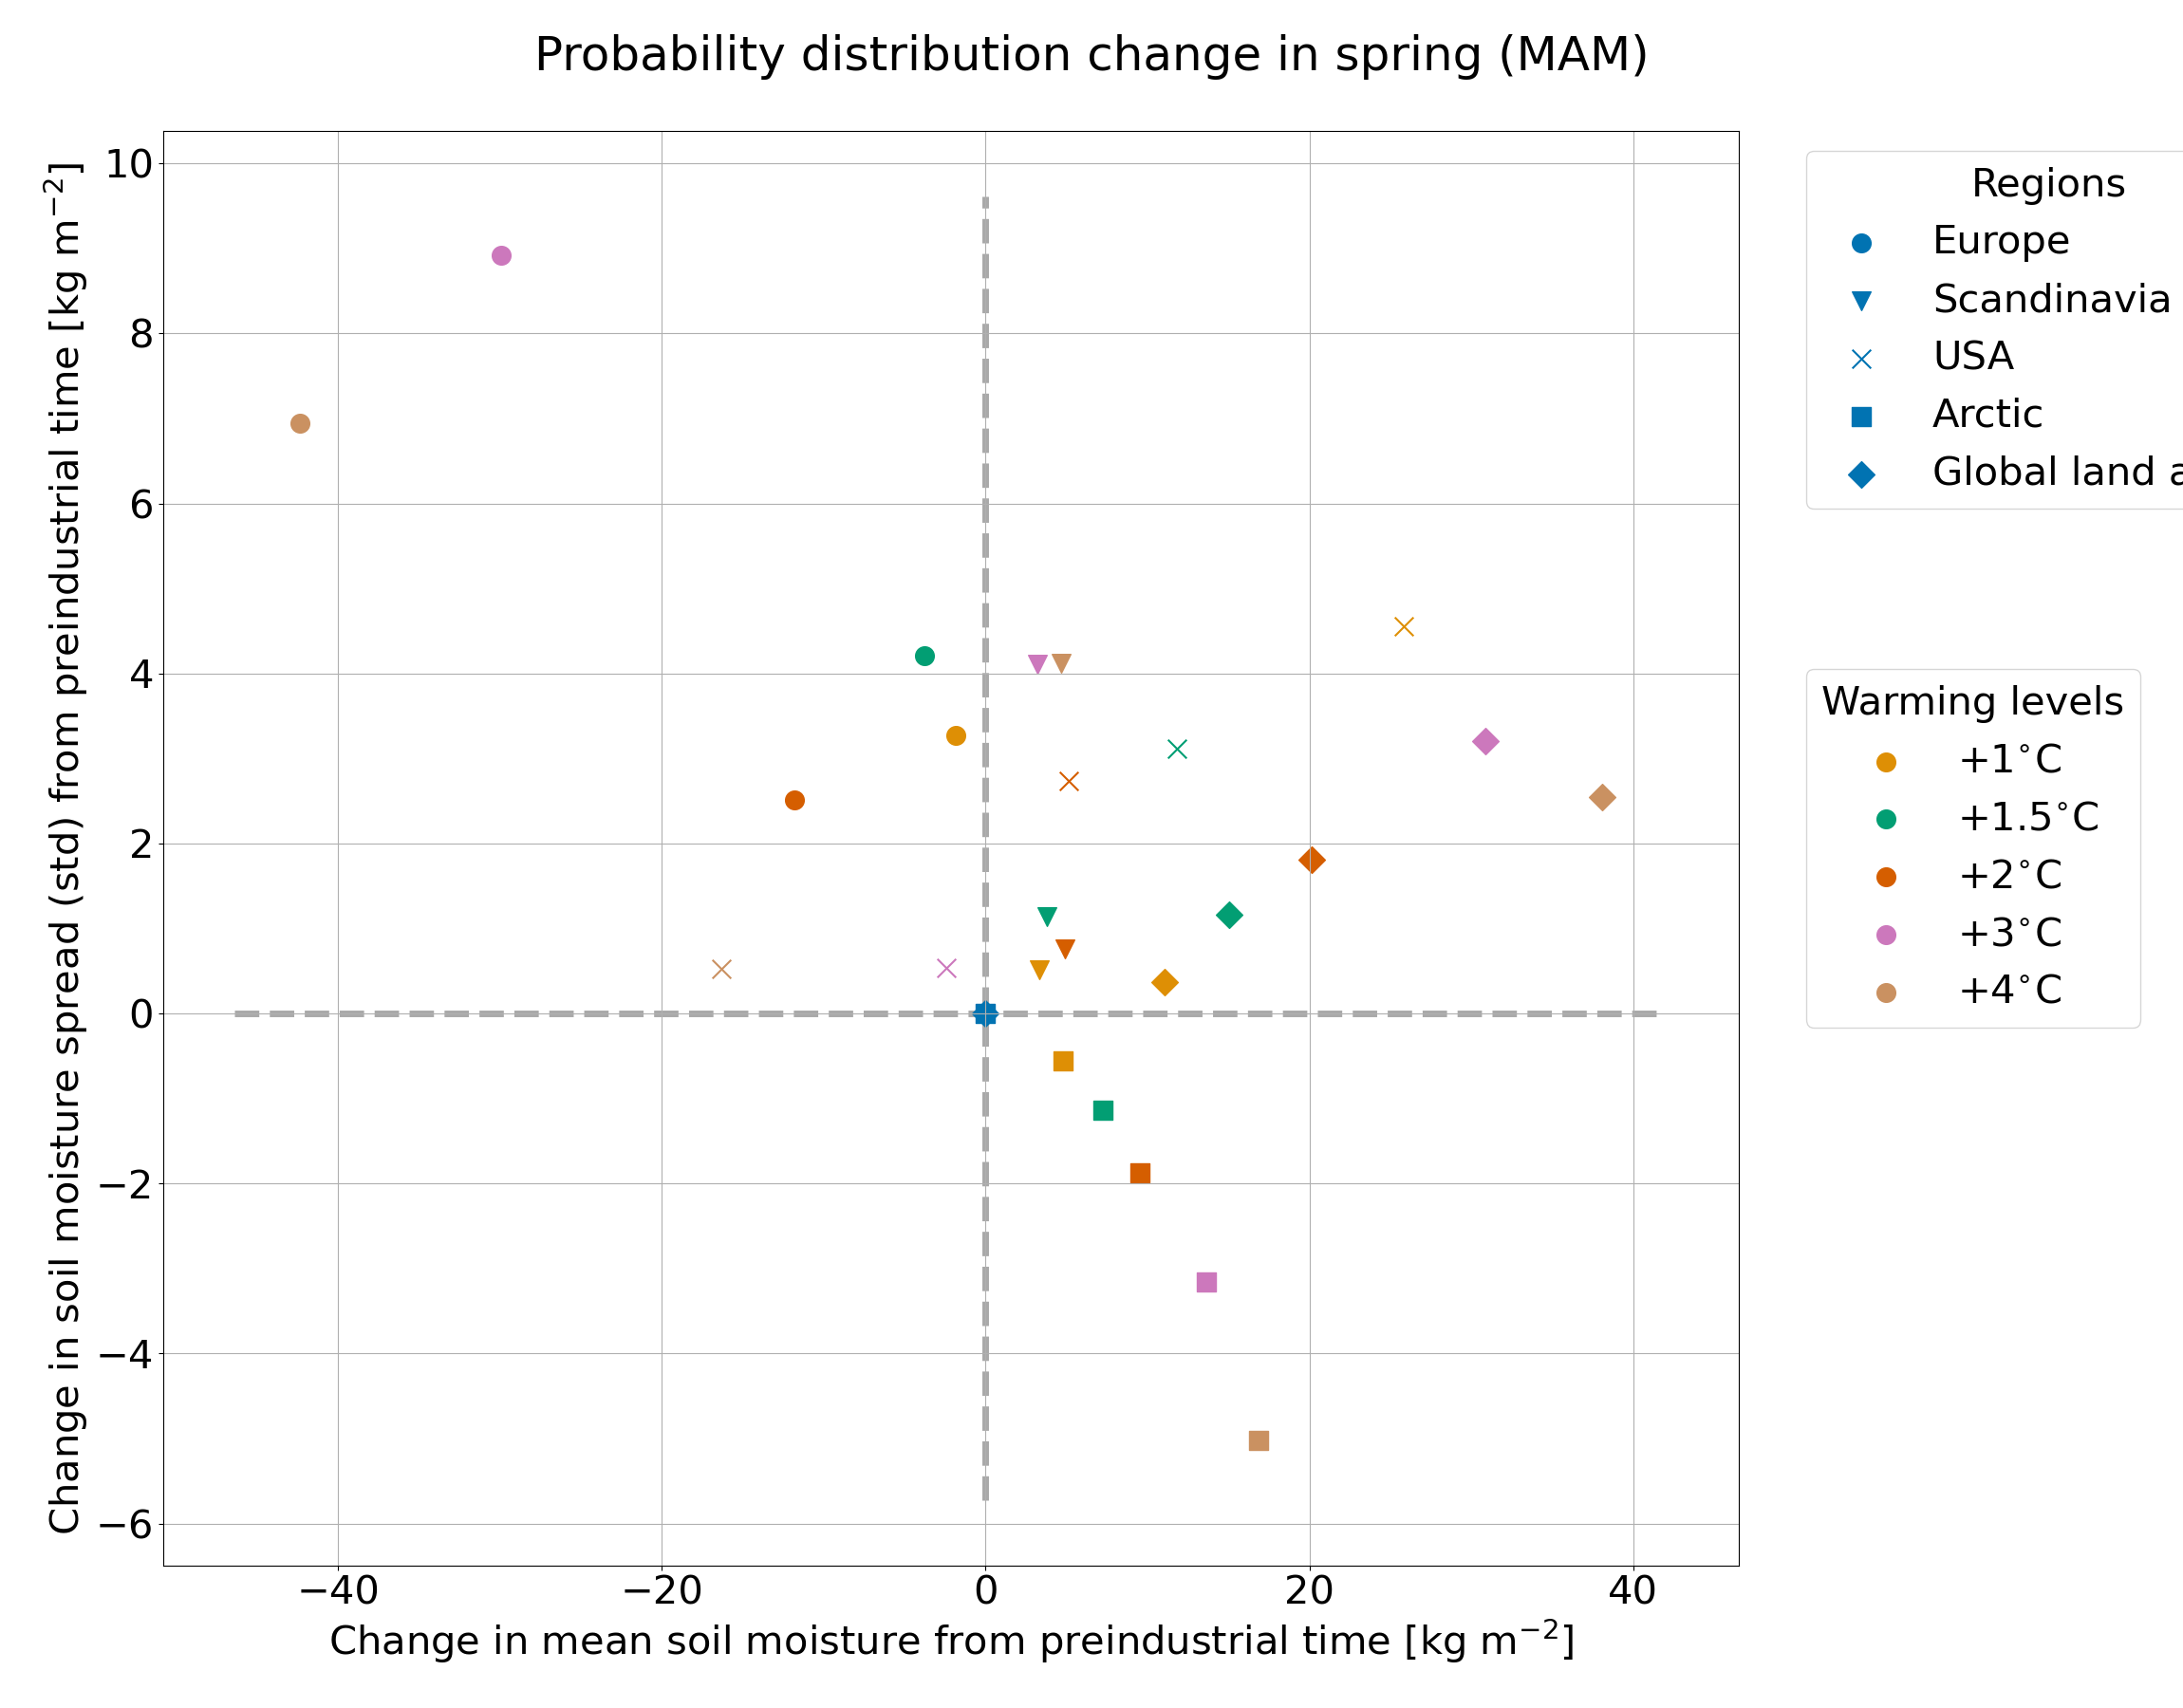 Probability distribution change in spring (MAM)
Change in soil moisture spread (std) from preindustrial time [kg m⁻²]
10
8
6
4
2
0
−2
−4
−6
−40
−20
0
20
40
Change in mean soil moisture from preindustrial time [kg m⁻²]
Regions
Europe
Scandinavia
USA
Arctic
Global land
Warming levels
+1°C
+1.5°C
+2°C
+3°C
+4°C